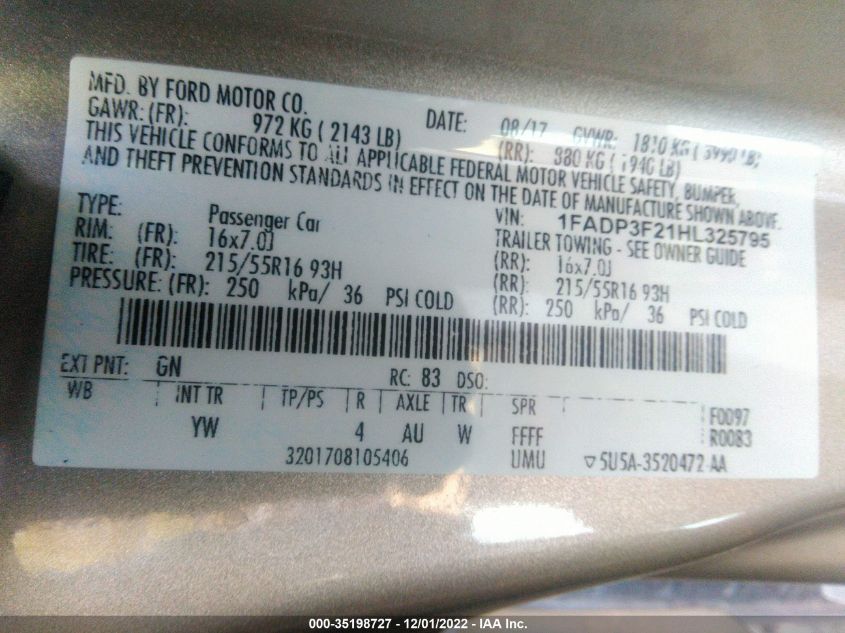 MFD. BY FORD MOTOR CO. DATE: 08/17 GVWR: 1810 KG ( 3990 LB)
GAWR: (FR): 972 KG ( 2143 LB) (RR): 880 KG ( 1940 LB)
THIS VEHICLE CONFORMS TO ALL APPLICABLE FEDERAL MOTOR VEHICLE SAFETY, BUMPER,
AND THEFT PREVENTION STANDARDS IN EFFECT ON THE DATE OF MANUFACTURE SHOWN ABOVE.
VIN: 1FADP3F21HL325795
TYPE: Passenger Car TRAILER TOWING - SEE OWNER GUIDE
RIM: (FR): 16x7.0J (RR): 16x7.0J
TIRE: (FR): 215/55R16 93H (RR): 215/55R16 93H
PRESSURE: (FR): 250 kPa/ 36 PSI COLD (RR): 250 kPa/ 36 PSI COLD
EXT PNT: GN RC: 83 DSO:
WB INT TR TP/PS R AXLE TR SPR F0097
YW 4 AU W FFFF R0083
3201708105406 UMU ▽5U5A-3520472-AA
000-35198727 - 12/01/2022 - IAA Inc.